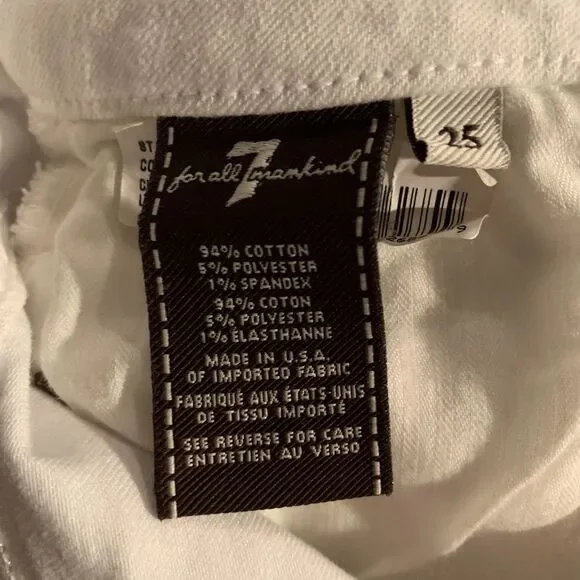 7
for all mankind
25
94% COTTON
5% POLYESTER
1% SPANDEX
94% COTON
5% POLYESTER
1% ÉLASTHANNE
MADE IN U.S.A.
OF IMPORTED FABRIC
FABRIQUÉ AUX ÉTATS-UNIS
DE TISSU IMPORTÉ
SEE REVERSE FOR CARE
ENTRETIEN AU VERSO